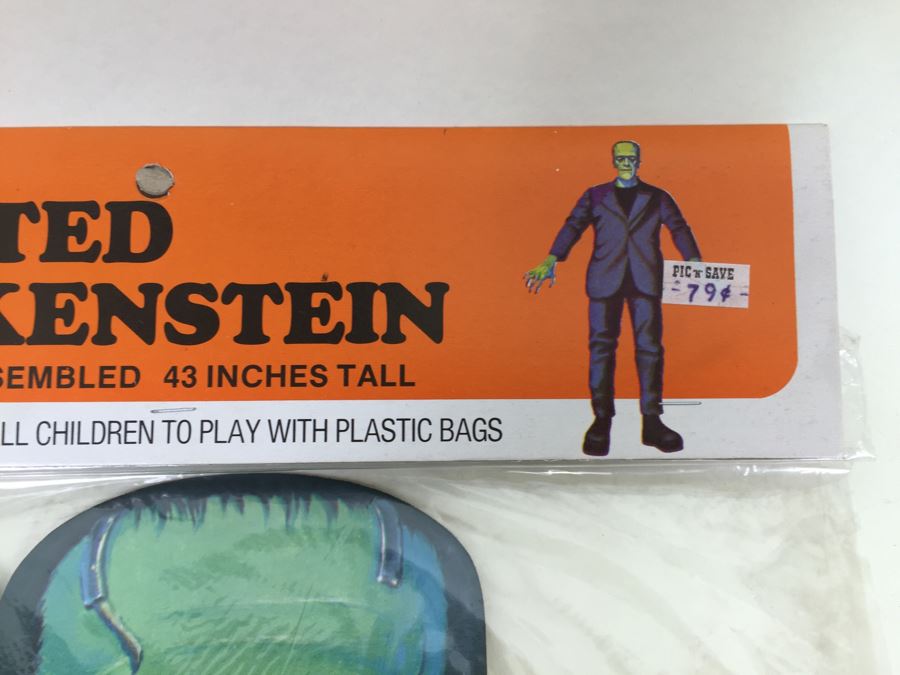 TED
KENSTEIN
SEMBLED 43 INCHES TALL
LL CHILDREN TO PLAY WITH PLASTIC BAGS
PIC 'N' SAVE
-79¢-